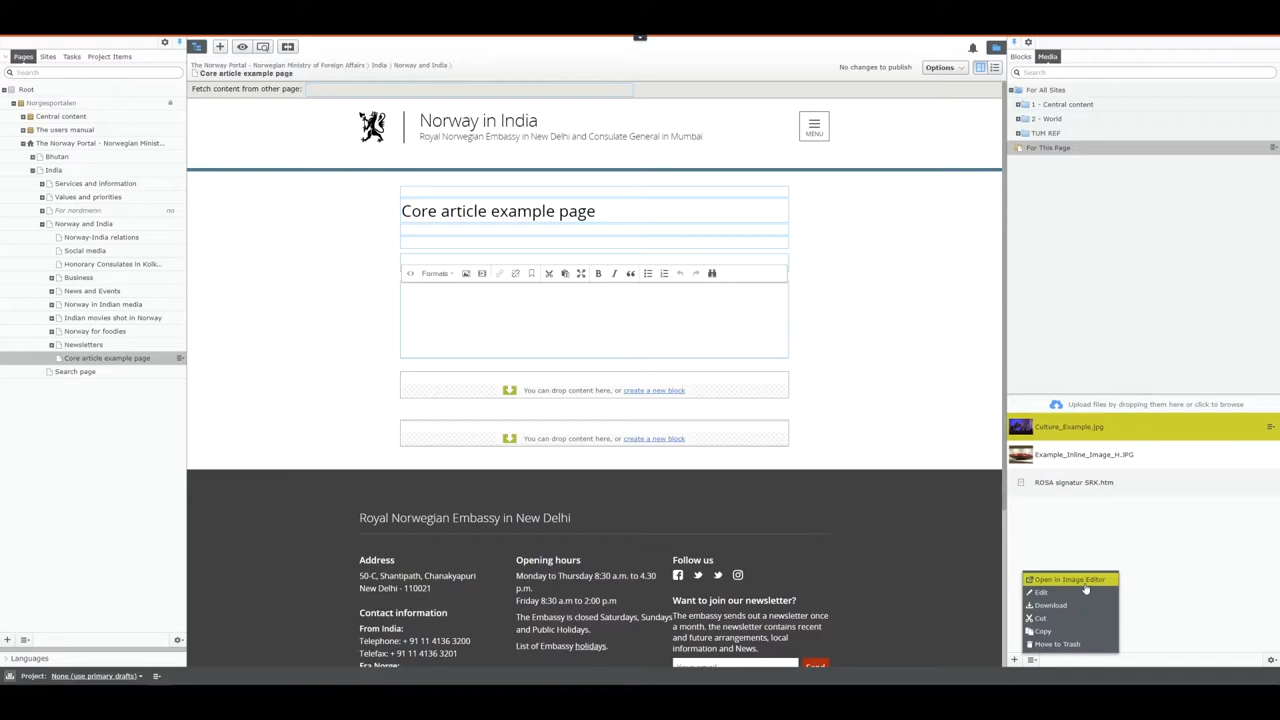 Pages Sites Tasks Project Items
Search
Root
Norgesportalen
Central content
The users manual
The Norway Portal - Norwegian Minist...
Bhutan
India
Services and information
Values and priorities
For nordmenn no
Norway and India
Norway-India relations
Social media
Honorary Consulates in Kolk...
Business
News and Events
Norway in Indian media
Indian movies shot in Norway
Norway for foodies
Newsletters
Core article example page
Search page
Languages
Project: None (use primary drafts)
The Norway Portal - Norwegian Ministry of Foreign Affairs India Norway and India
Core article example page
No changes to publish
Options
Fetch content from other page:
Norway in India
Royal Norwegian Embassy in New Delhi and Consulate General in Mumbai
MENU
Core article example page
Formats
B I
You can drop content here, or create a new block
You can drop content here, or create a new block
Royal Norwegian Embassy in New Delhi
Address
50-C, Shantipath, Chanakyapuri
New Delhi - 110021
Contact information
From India:
Telephone: + 91 11 4136 3200
Telefax: + 91 11 4136 3201
Fra Norge
Opening hours
Monday to Thursday 8:30 a.m. to 4.30
p.m.
Friday 8:30 a.m to 2:00 p.m
The Embassy is closed Saturdays, Sundays
and Public Holidays.
List of Embassy holidays.
Follow us
Want to join our newsletter?
The embassy sends out a newsletter once
a month. the newsletter contains recent
and future arrangements, local
information and News.
Your email
Send
Blocks Media
Search
For All Sites
1 - Central content
2 - World
TUM REF
For This Page
Upload files by dropping them here or click to browse
Culture_Example.jpg
Example_Inline_Image_H.JPG
ROSA signatur SRK.htm
Open in Image Editor
Edit
Download
Cut
Copy
Move to Trash